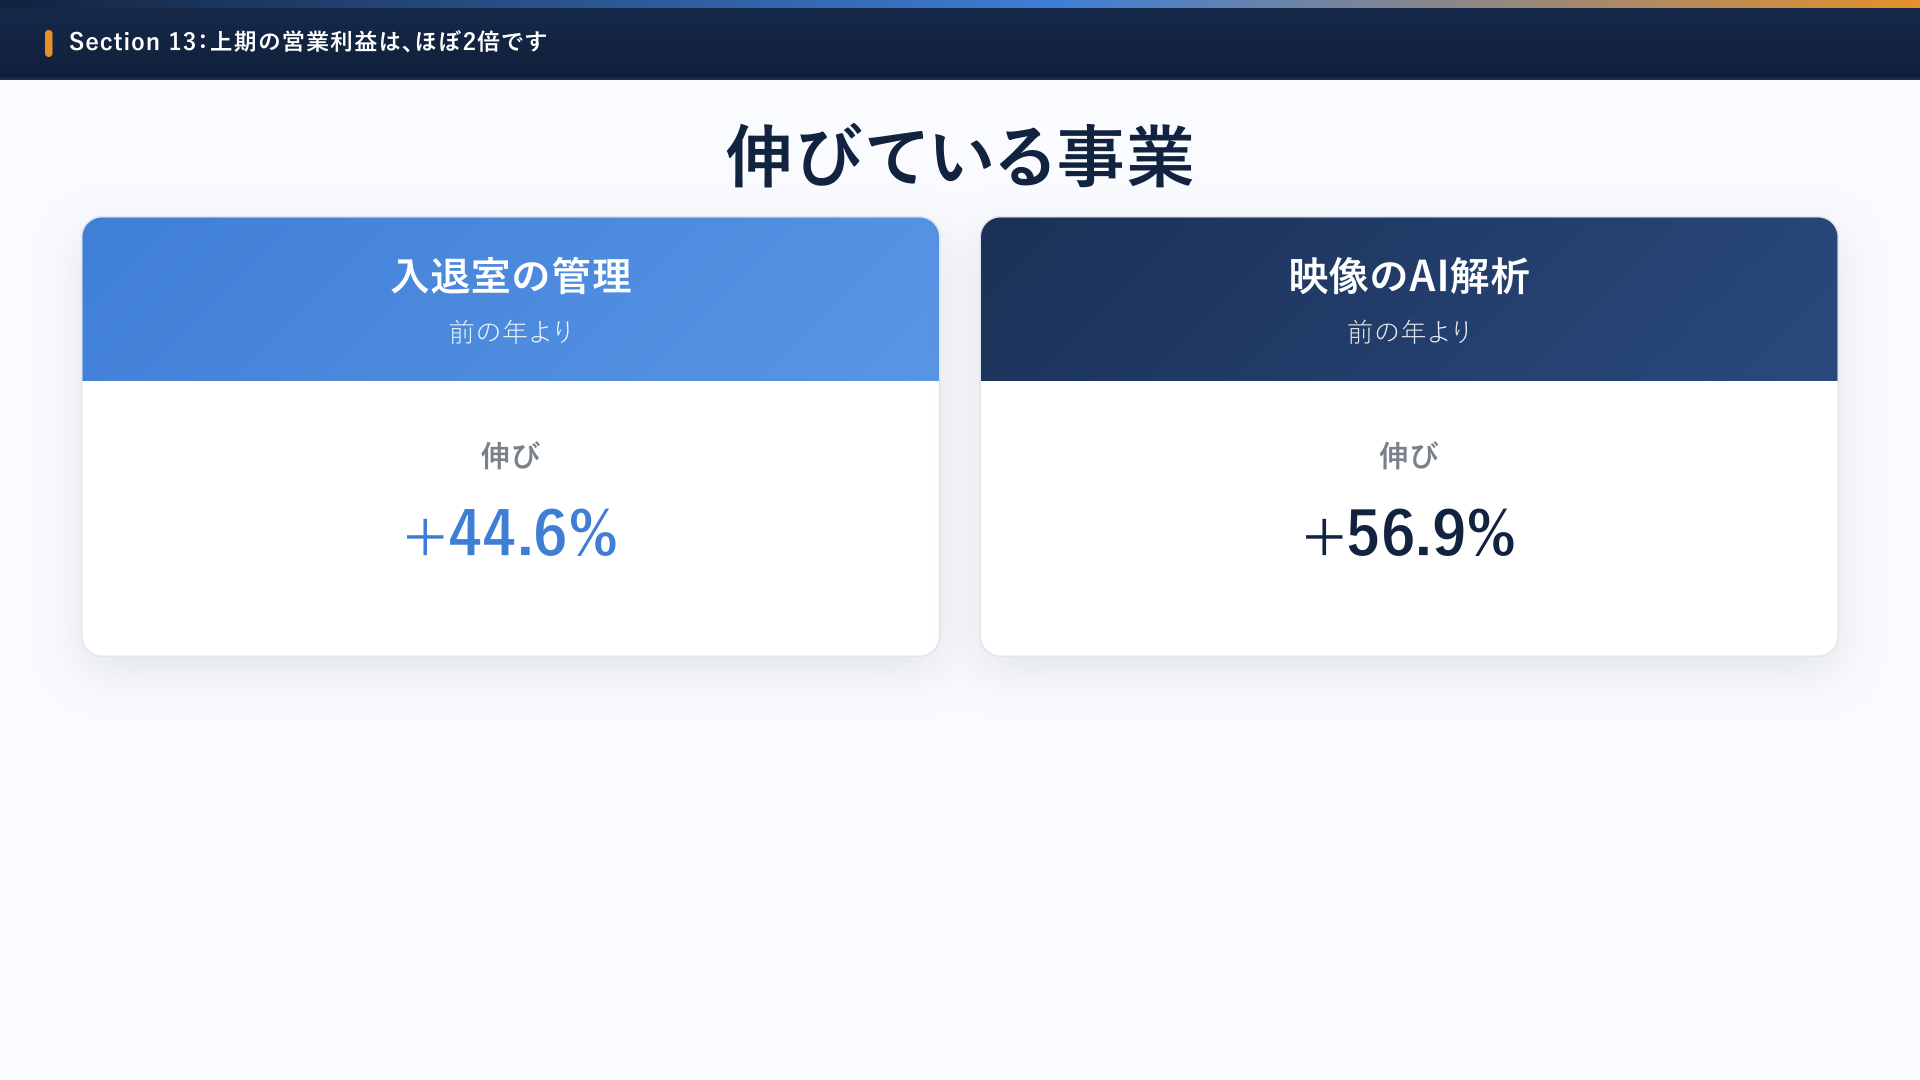 Section 13：上期の営業利益は、ほぼ2倍です
伸びている事業
入退室の管理
前の年より
伸び
＋44.6%
映像のAI解析
前の年より
伸び
＋56.9%